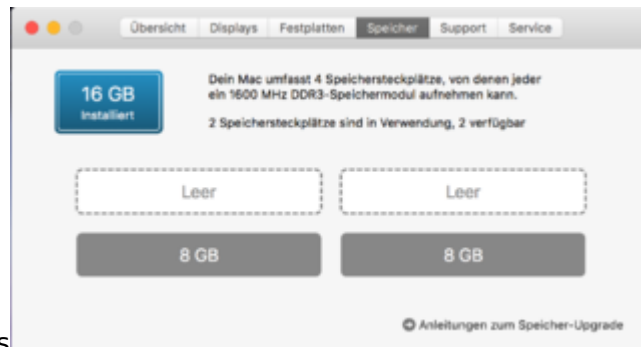 Übersicht Displays Festplatten Speicher Support Service
16 GB
Installiert
Dein Mac umfasst 4 Speichersteckplätze, von denen jeder
ein 1600 MHz DDR3-Speichermodul aufnehmen kann.
2 Speichersteckplätze sind in Verwendung, 2 verfügbar
Leer Leer
8 GB 8 GB
Anleitungen zum Speicher-Upgrade
s